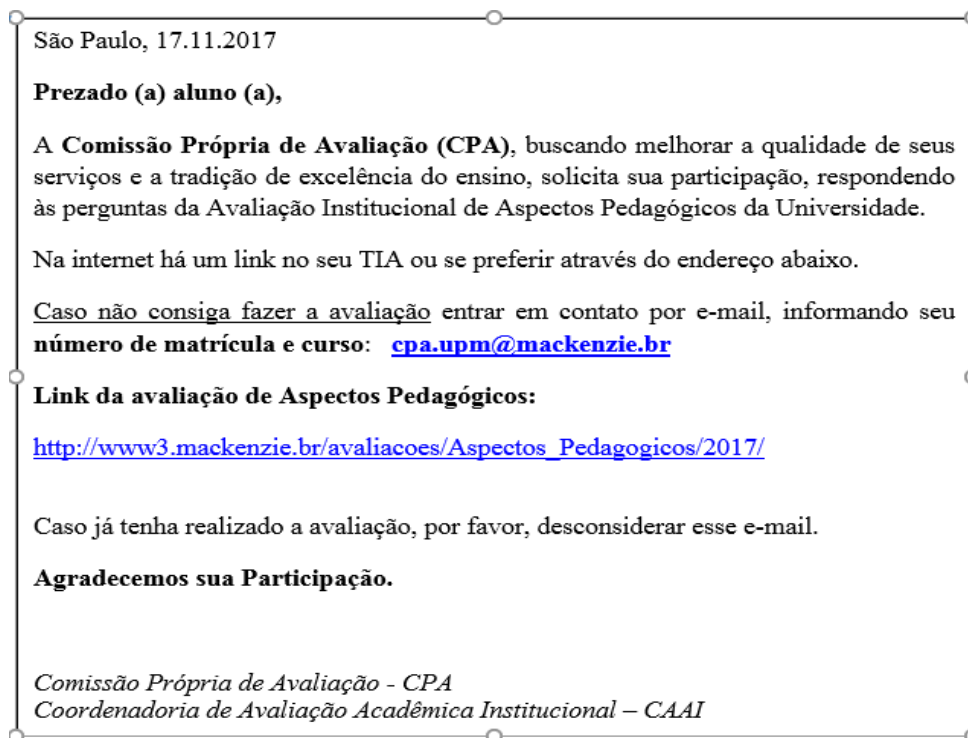 São Paulo, 17.11.2017
Prezado (a) aluno (a),
A Comissão Própria de Avaliação (CPA), buscando melhorar a qualidade de seus
serviços e a tradição de excelência do ensino, solicita sua participação, respondendo
às perguntas da Avaliação Institucional de Aspectos Pedagógicos da Universidade.
Na internet há um link no seu TIA ou se preferir através do endereço abaixo.
Caso não consiga fazer a avaliação entrar em contato por e-mail, informando seu
número de matrícula e curso: cpa.upm@mackenzie.br
Link da avaliação de Aspectos Pedagógicos:
http://www3.mackenzie.br/avaliacoes/Aspectos_Pedagogicos/2017/
Caso já tenha realizado a avaliação, por favor, desconsiderar esse e-mail.
Agradecemos sua Participação.
Comissão Própria de Avaliação - CPA
Coordenadoria de Avaliação Acadêmica Institucional – CAAI